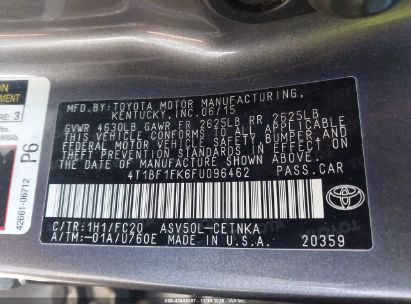 MFD. BY: TOYOTA MOTOR MANUFACTURING,
KENTUCKY, INC. 06/15
GVWR 4630LB GAWR FR 2625LB RR 2625LB
THIS VEHICLE CONFORMS TO ALL APPLICABLE
FEDERAL MOTOR VEHICLE SAFETY, BUMPER,
AND THEFT PREVENTION STANDARDS IN EFFECT
ON THE DATE OF MANUFACTURE SHOWN ABOVE.
4T1BF1FK6FU096462 PASS.CAR
C/TR:1H1/FC20 ASV50L-CETNKA
A/TM:-01A/U760E MADE IN U.S.A. 20359
TOYOTA
3
P6
42661-06712